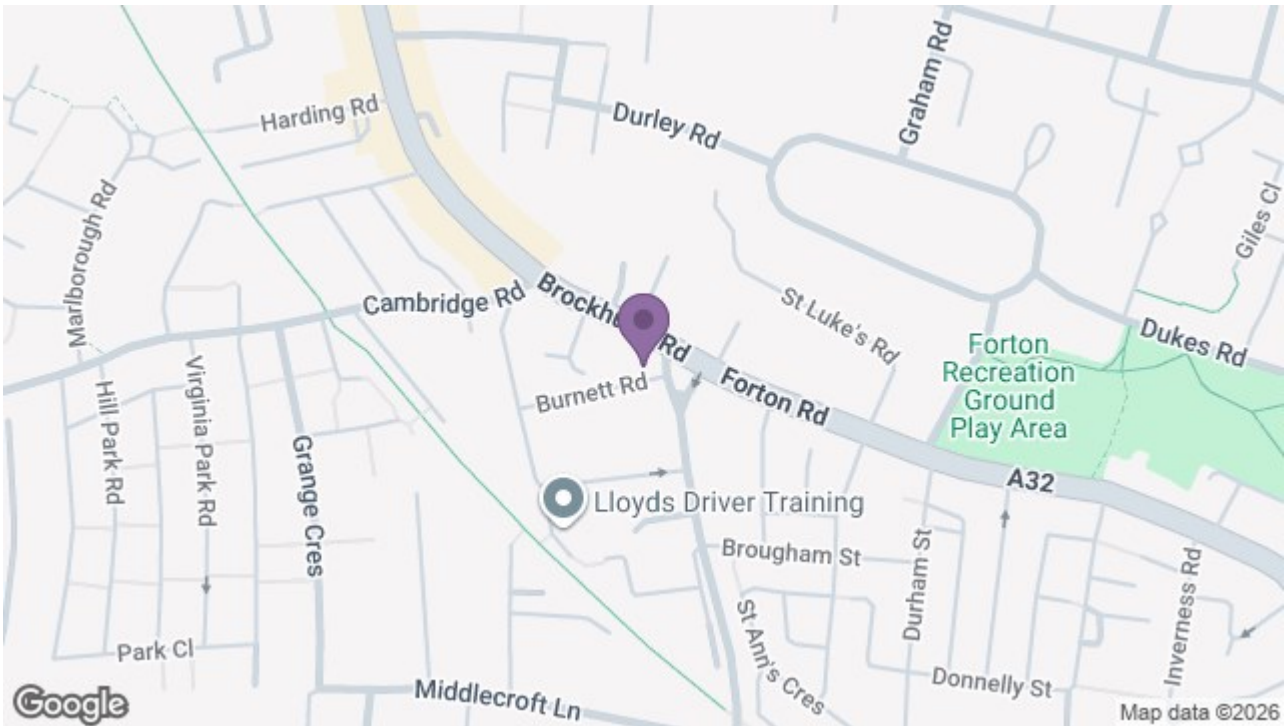 Harding Rd
Durley Rd
Graham Rd
Giles Cl
Marlborough Rd
Cambridge Rd
Brockhu
Rd
St Luke's Rd
Dukes Rd
Forton
Recreation
Ground
Play Area
Burnett Rd
Forton Rd
Hill Park Rd
Virginia Park Rd
Grange Cres
A32
Lloyds Driver Training
Brougham St
Durham St
Inverness Rd
St Ann's Cres
Park Cl
Donnelly St
Middlecroft Ln
Google
Map data ©2026